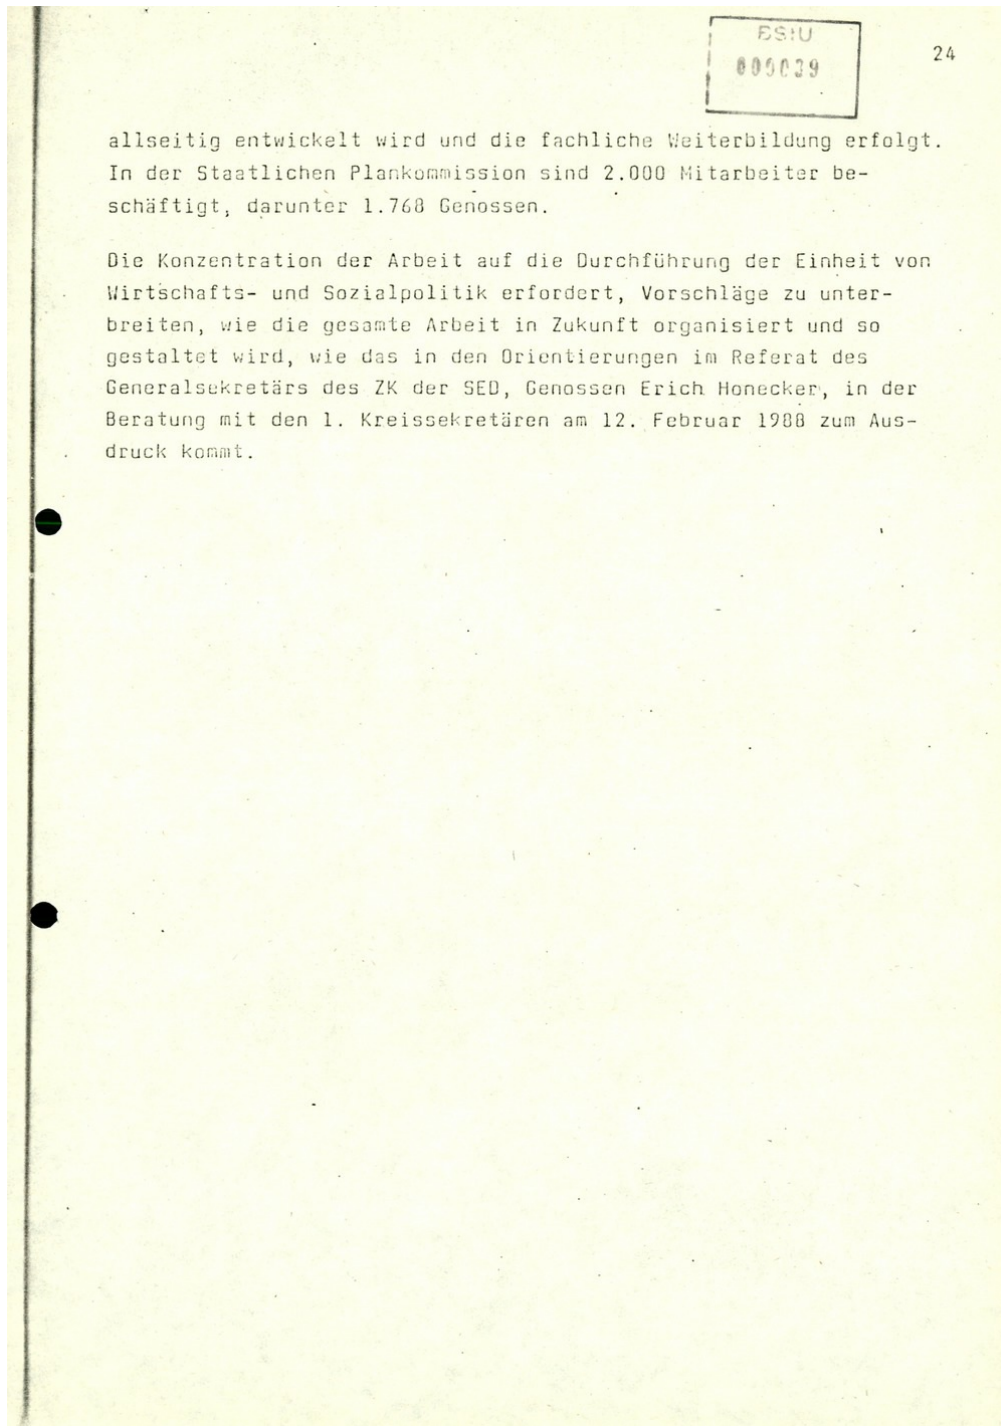 BStU
000039
24
allseitig entwickelt wird und die fachliche Weiterbildung erfolgt.
In der Staatlichen Plankommission sind 2.000 Mitarbeiter be-
schäftigt, darunter 1.768 Genossen.
Die Konzentration der Arbeit auf die Durchführung der Einheit von
Wirtschafts- und Sozialpolitik erfordert, Vorschläge zu unter-
breiten, wie die gesamte Arbeit in Zukunft organisiert und so
gestaltet wird, wie das in den Orientierungen im Referat des
Generalsekretärs des ZK der SED, Genossen Erich Honecker, in der
Beratung mit den 1. Kreissekretären am 12. Februar 1988 zum Aus-
druck kommt.